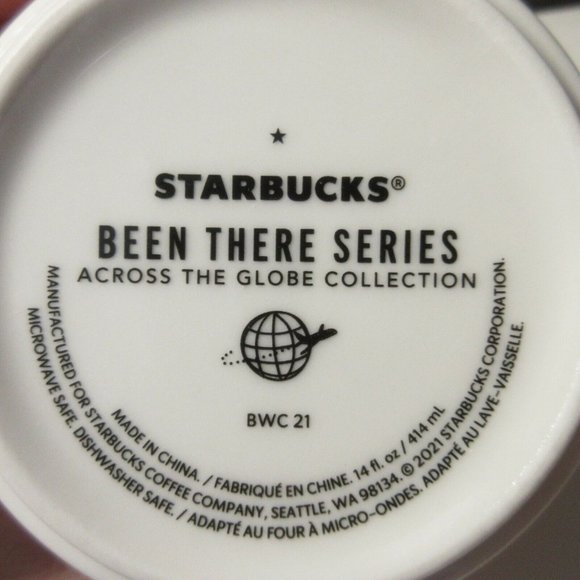 STARBUCKS®
BEEN THERE SERIES
ACROSS THE GLOBE COLLECTION
BWC 21
MADE IN CHINA. / FABRIQUÉ EN CHINE. 14 fl. oz / 414 mL
MANUFACTURED FOR STARBUCKS COFFEE COMPANY, SEATTLE, WA 98134. © 2021 STARBUCKS CORPORATION.
MICROWAVE SAFE. DISHWASHER SAFE. / ADAPTÉ AU FOUR À MICRO-ONDES. ADAPTÉ AU LAVE-VAISSELLE.